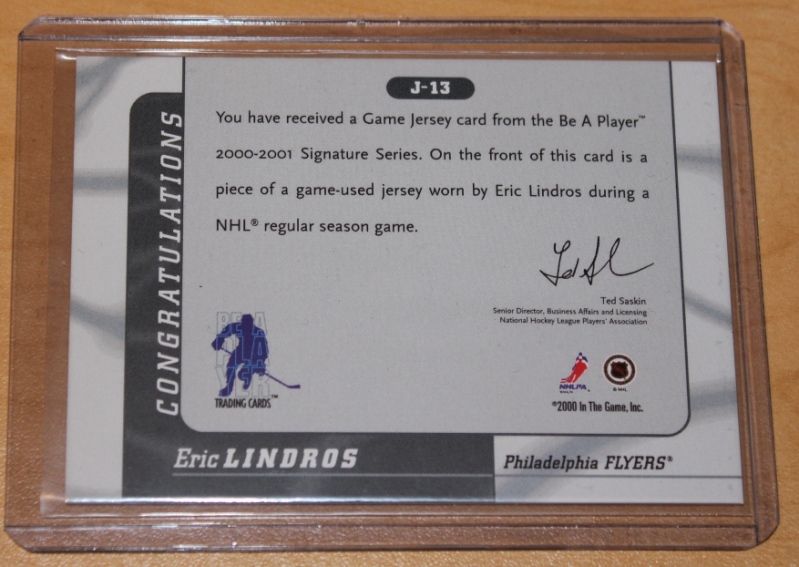 J-13
You have received a Game Jersey card from the Be A Player™
2000-2001 Signature Series. On the front of this card is a
piece of a game-used jersey worn by Eric Lindros during a
NHL® regular season game.
CONGRATULATIONS
Ted Saskin
Senior Director, Business Affairs and Licensing
National Hockey League Players' Association
BE A
PLAYER
TRADING CARDS™
NHLPA
© NHL
©2000 In The Game, Inc.
Eric LINDROS
Philadelphia FLYERS®